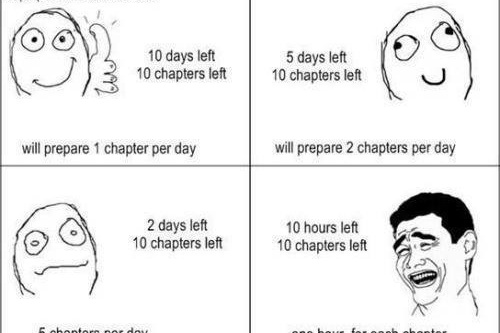 10 days left
10 chapters left
will prepare 1 chapter per day
5 days left
10 chapters left
will prepare 2 chapters per day
2 days left
10 chapters left
5 chapters per day
10 hours left
10 chapters left
one hour for each chapter